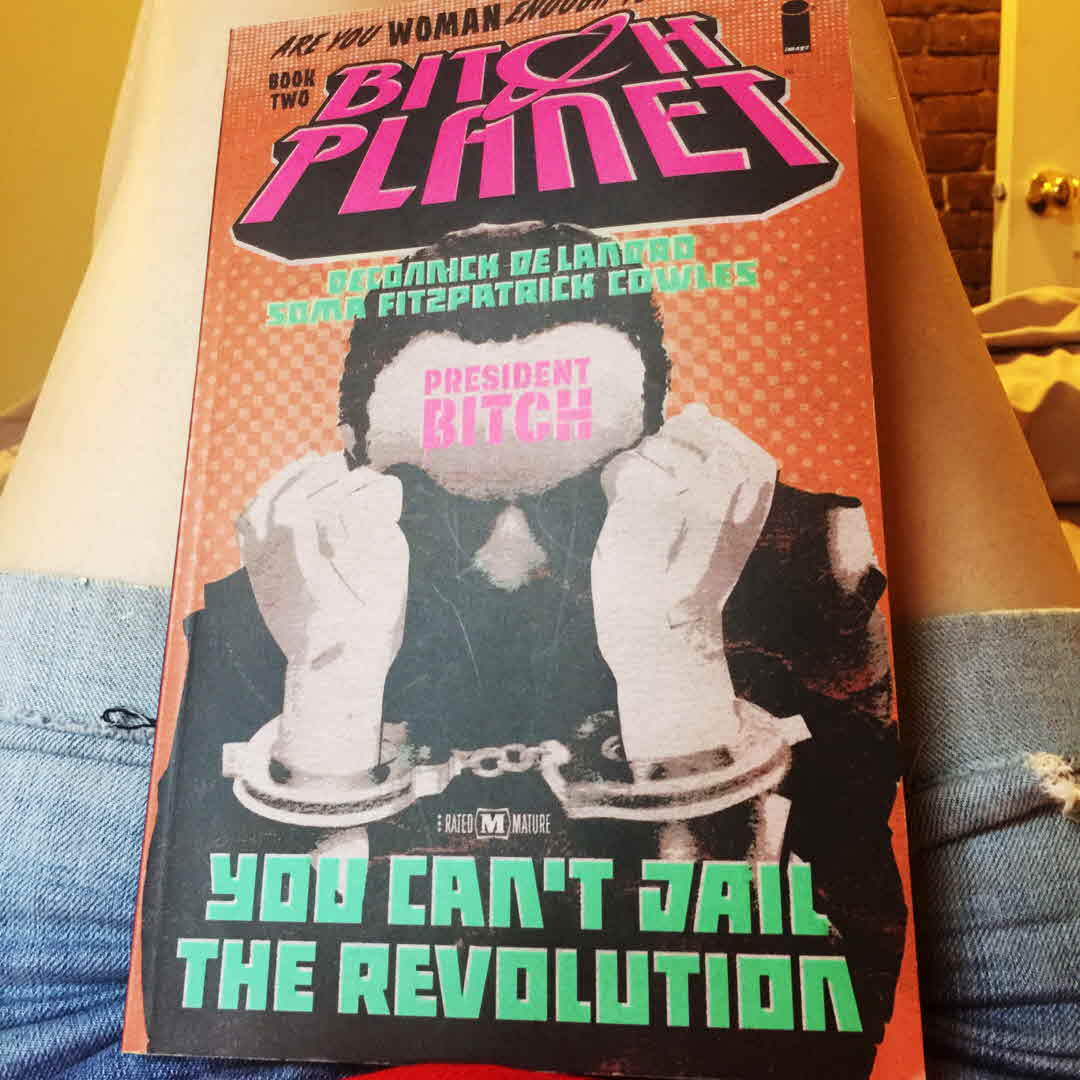 ARE YOU WOMAN ENOUGH
BOOK TWO
BITCH
PLANET
IMAGE
DECONNICK DE LANDRO
SOMA FITZPATRICK COWLES
PRESIDENT
BITCH
RATED M MATURE
YOU CAN'T JAIL
THE REVOLUTION